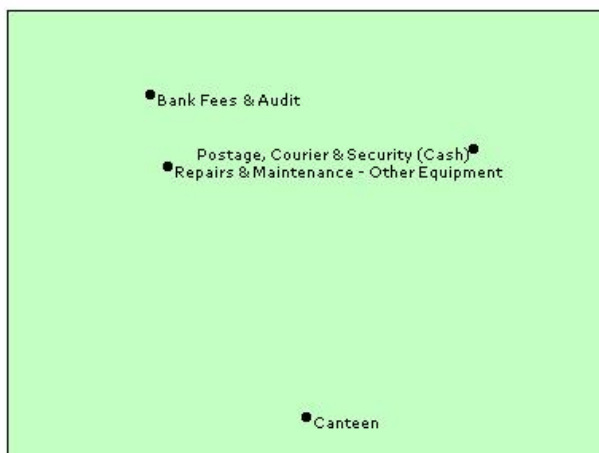 Bank Fees & Audit
Postage, Courier & Security (Cash)
Repairs & Maintenance - Other Equipment
Canteen